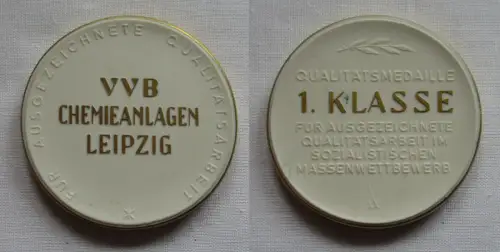 FÜR AUSGEZEICHNETE QUALITÄTSARBEIT
VVB
CHEMIEANLAGEN
LEIPZIG
QUALITÄTSMEDAILLE
1. KLASSE
FÜR AUSGEZEICHNETE
QUALITÄTSARBEIT IM
SOZIALISTISCHEN
MASSENWETTBEWERB